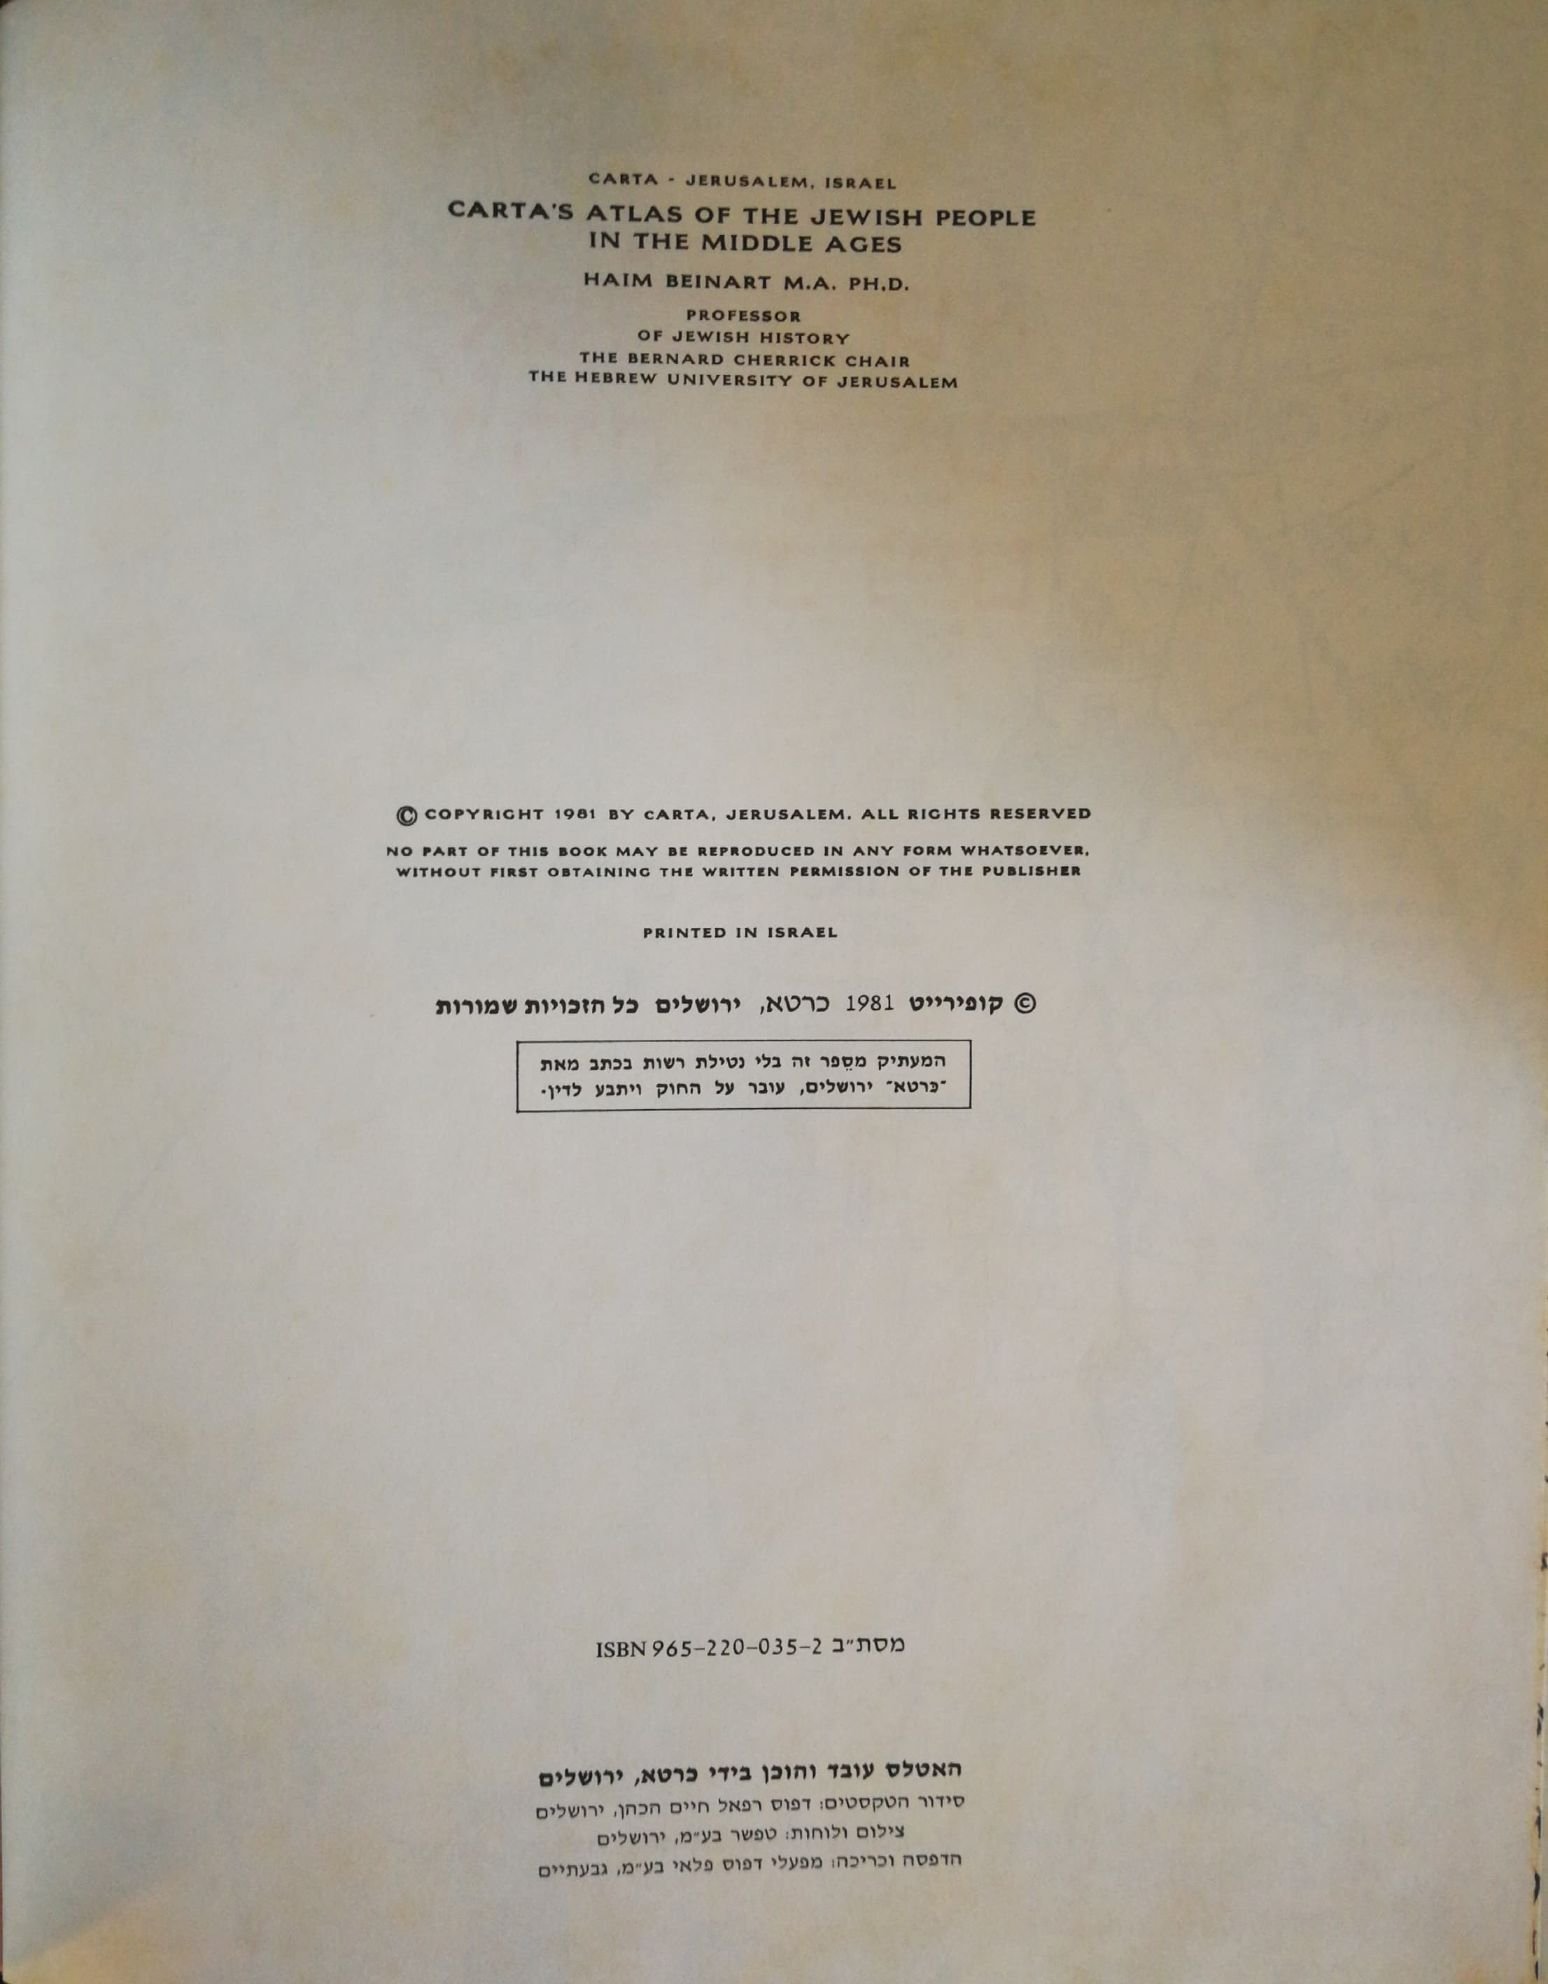 CARTA - JERUSALEM, ISRAEL
CARTA'S ATLAS OF THE JEWISH PEOPLE
IN THE MIDDLE AGES
HAIM BEINART M.A. PH.D.
PROFESSOR
OF JEWISH HISTORY
THE BERNARD CHERRICK CHAIR
THE HEBREW UNIVERSITY OF JERUSALEM
© COPYRIGHT 1981 BY CARTA, JERUSALEM. ALL RIGHTS RESERVED
NO PART OF THIS BOOK MAY BE REPRODUCED IN ANY FORM WHATSOEVER,
WITHOUT FIRST OBTAINING THE WRITTEN PERMISSION OF THE PUBLISHER
PRINTED IN ISRAEL
© קופירייט 1981 כרטא, ירושלים כל הזכויות שמורות
המעתיק מסֵפר זה בלי נטילת רשות בכתב מאת
״כרטא״ ירושלים, עובר על החוק ויתבע לדין.
מסת״ב ISBN 965-220-035-2
האטלס עובד והוכן בידי כרטא, ירושלים
סידור הטקסטים: דפוס רפאל חיים הכהן, ירושלים
צילום ולוחות: טפשר בע״מ, ירושלים
הדפסה וכריכה: מפעלי דפוס פלאי בע״מ, גבעתיים